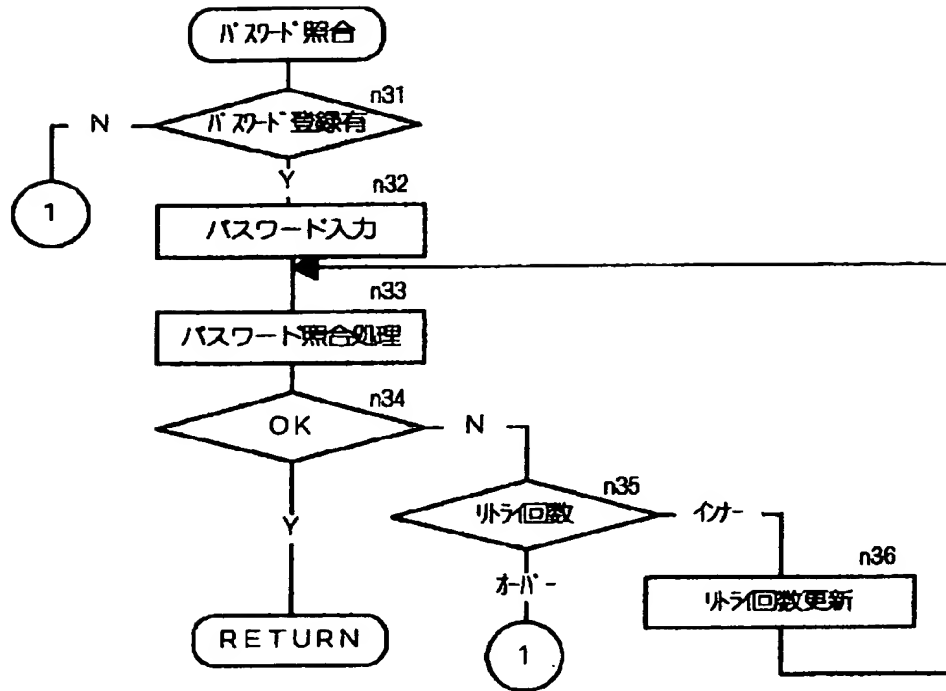 パスワード照合
n31
パスワード登録有
N
Y
1
n32
パスワード入力
n33
パスワード照合処理
n34
OK
N
n35
リトライ回数
インナー
Y
オーバー
n36
リトライ回数更新
RETURN
1